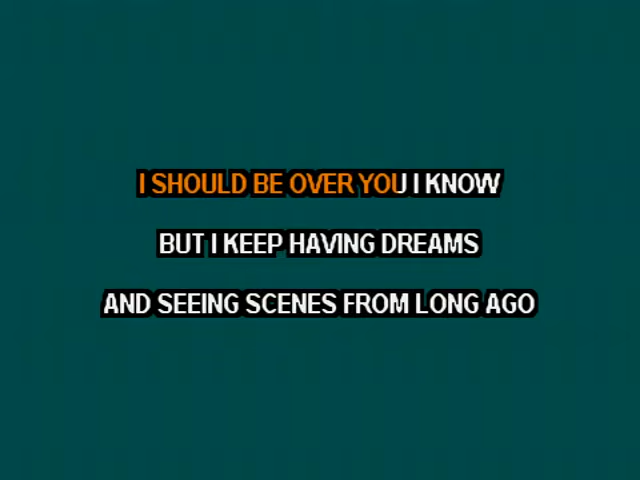 I SHOULD BE OVER YOU I KNOW
BUT I KEEP HAVING DREAMS
AND SEEING SCENES FROM LONG AGO